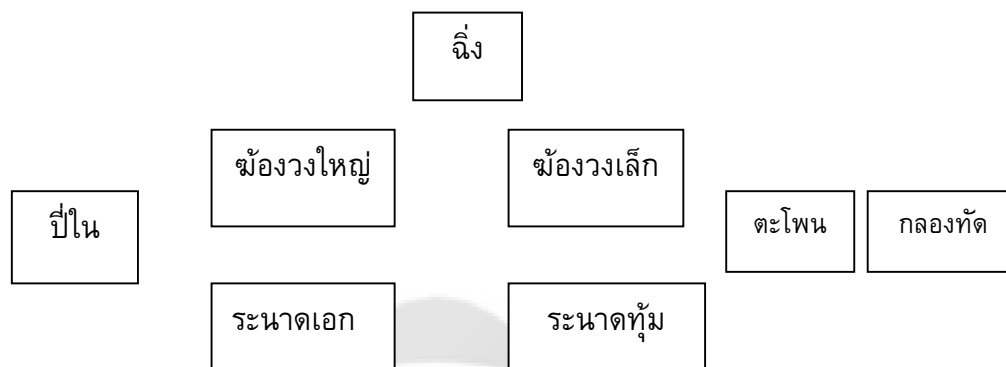 ฉิ่ง
ฆ้องวงใหญ่
ฆ้องวงเล็ก
ปี่ใน
ตะโพน
กลองทัด
ระนาดเอก
ระนาดทุ้ม